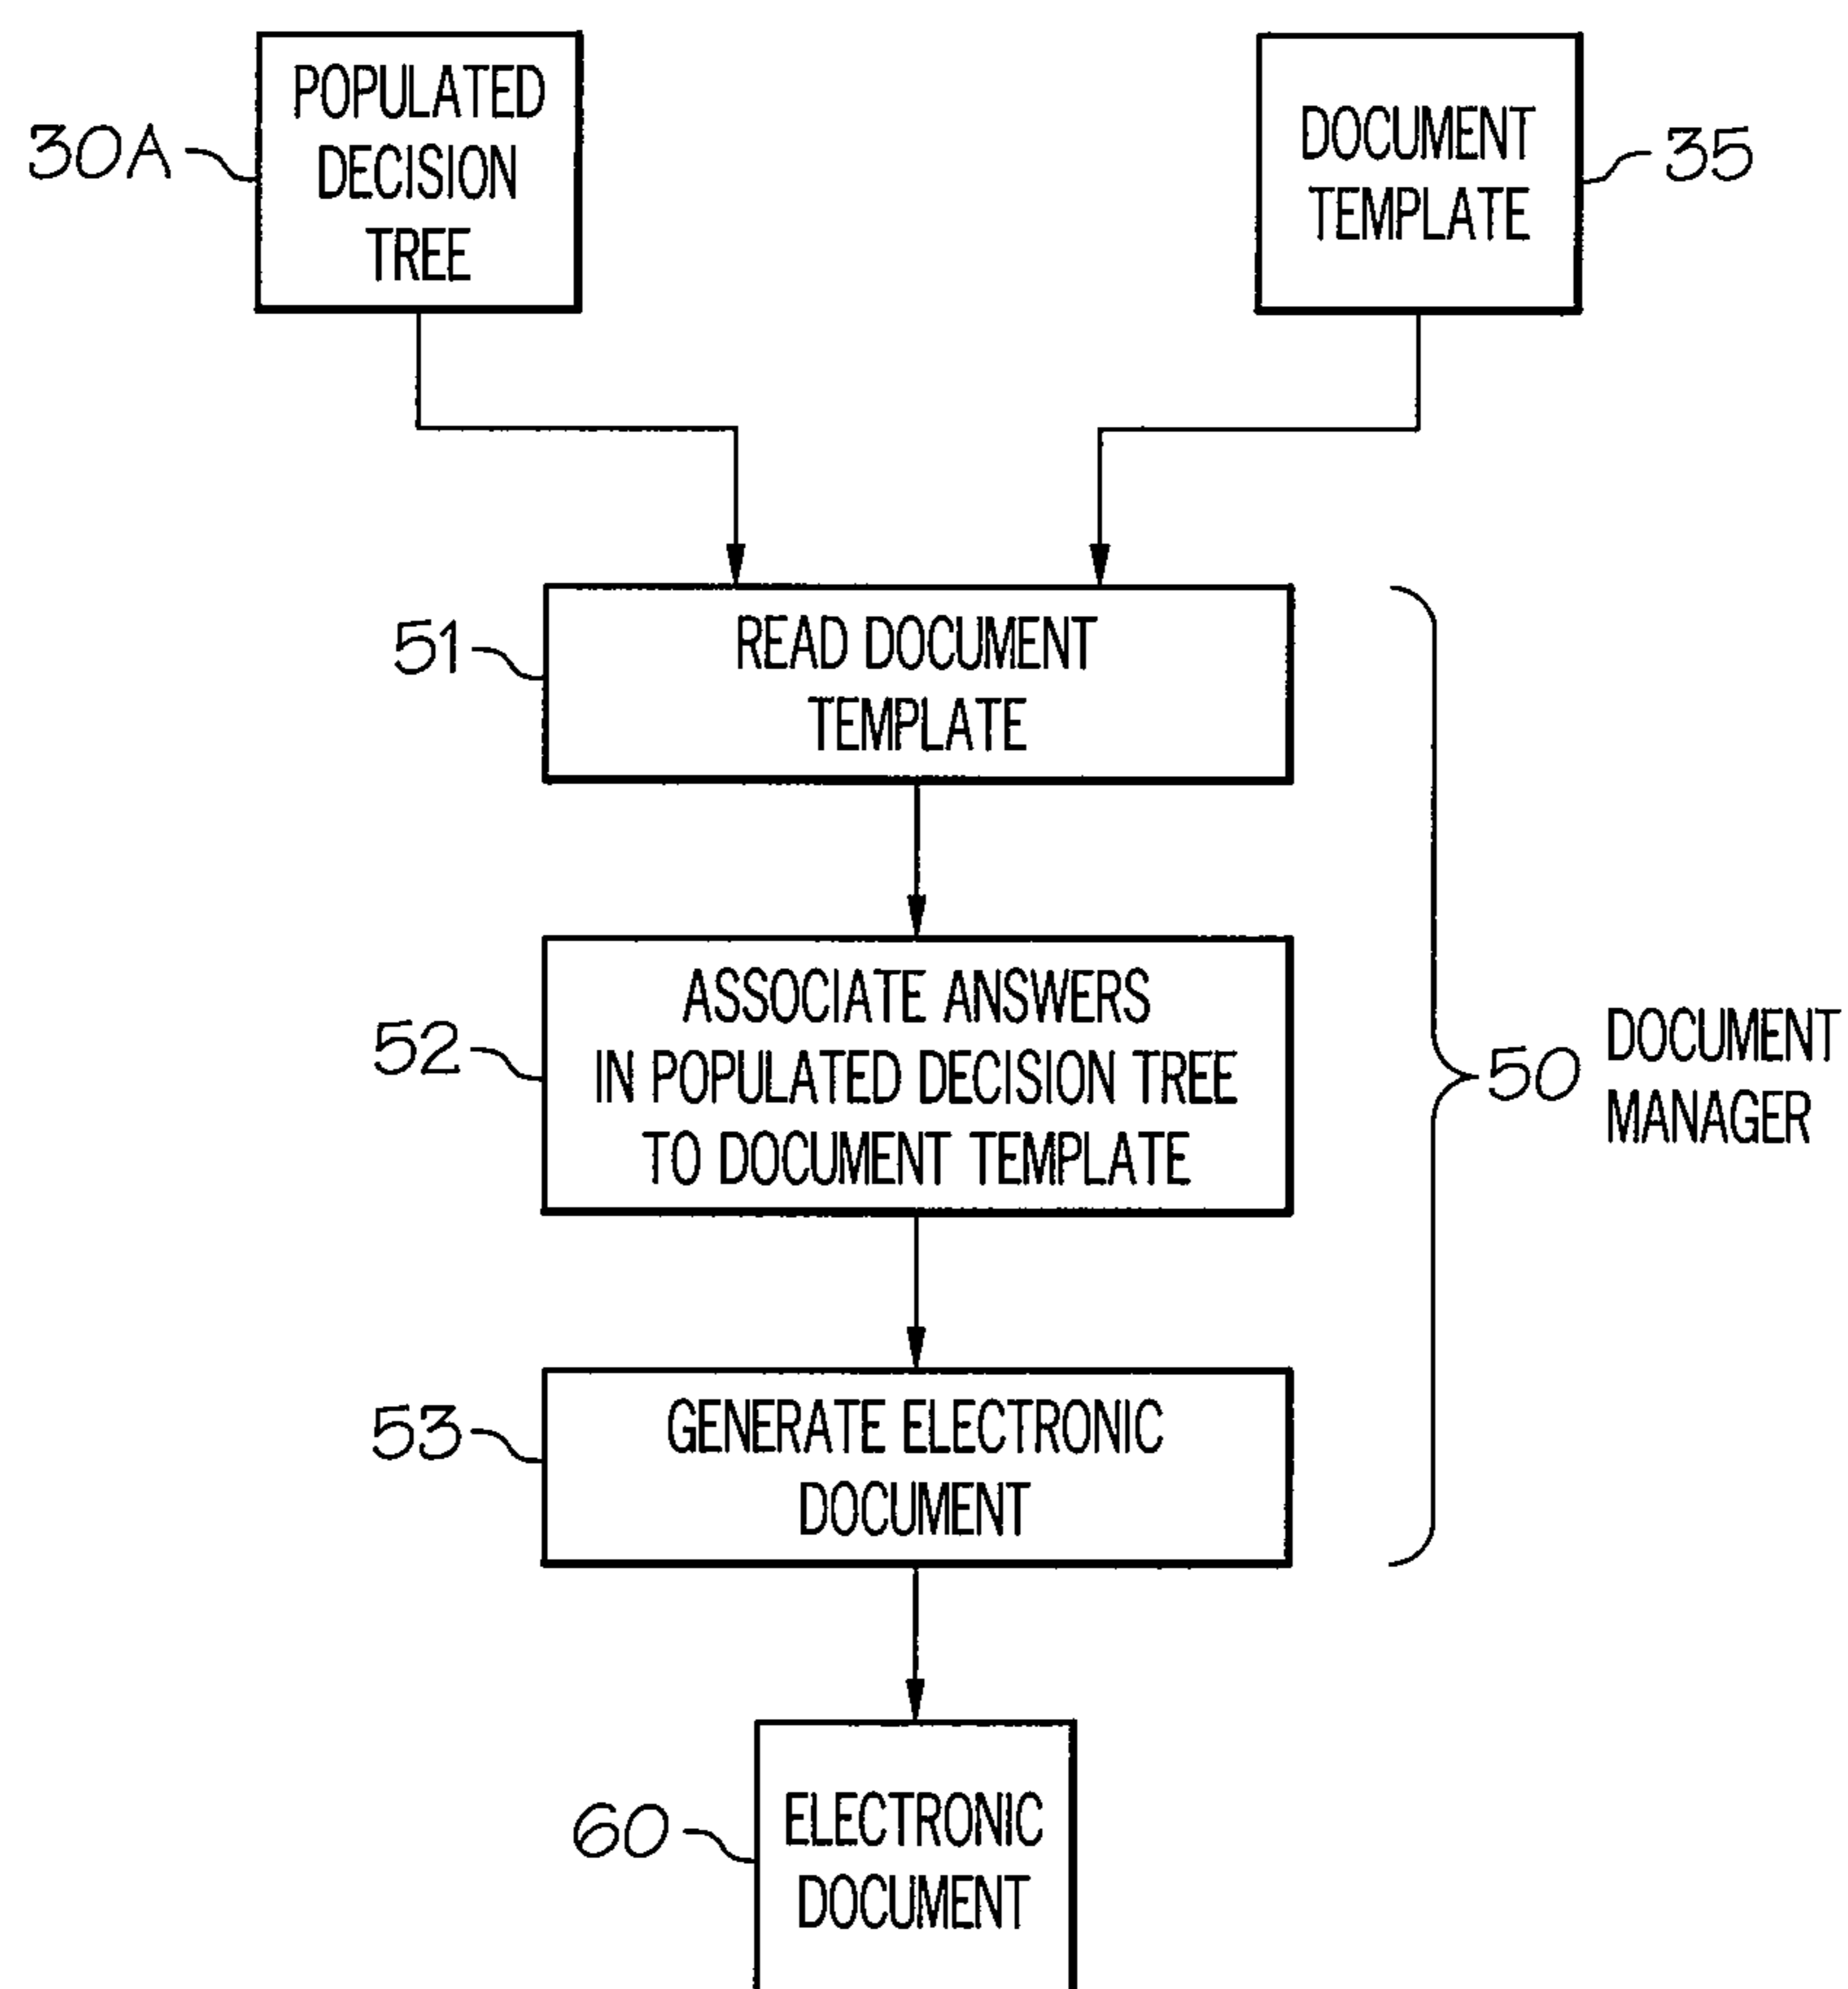 30A
POPULATED
DECISION
TREE
DOCUMENT
TEMPLATE
35
51
READ DOCUMENT
TEMPLATE
52
ASSOCIATE ANSWERS
IN POPULATED DECISION TREE
TO DOCUMENT TEMPLATE
50
DOCUMENT
MANAGER
53
GENERATE ELECTRONIC
DOCUMENT
60
ELECTRONIC
DOCUMENT